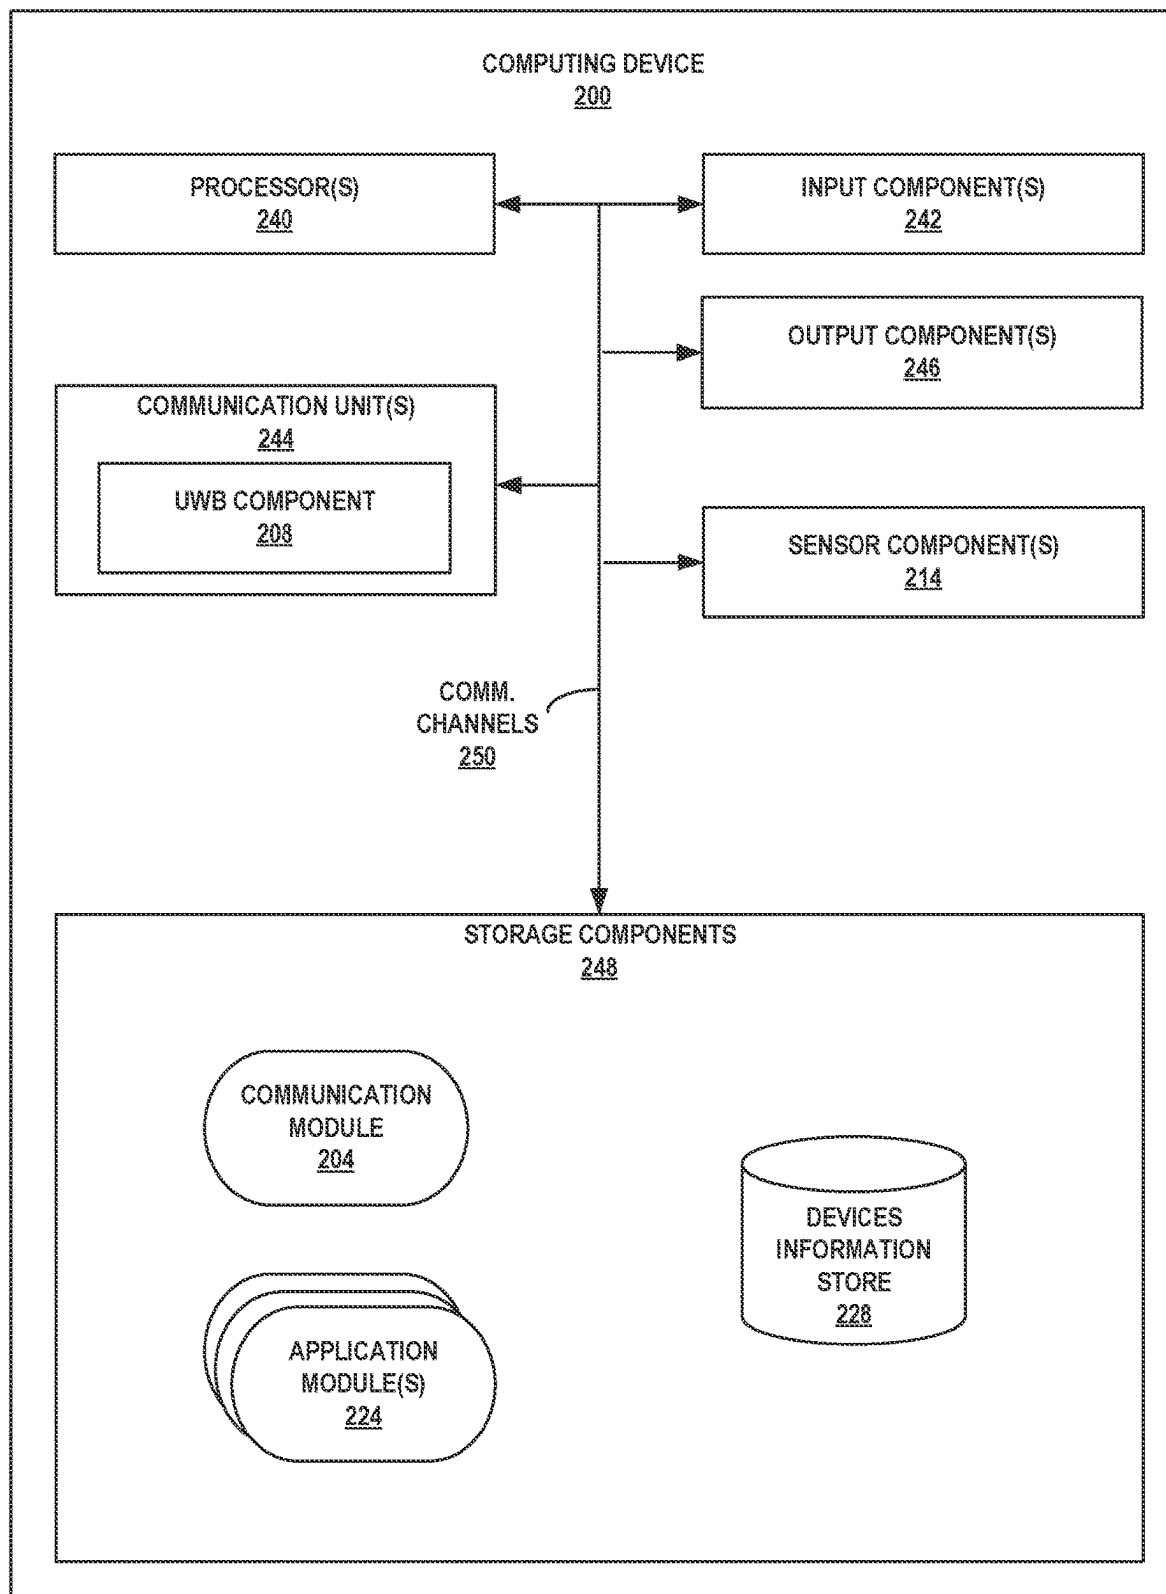 COMPUTING DEVICE
200
PROCESSOR(S)
240
INPUT COMPONENT(S)
242
OUTPUT COMPONENT(S)
246
COMMUNICATION UNIT(S)
244
UWB COMPONENT
208
SENSOR COMPONENT(S)
214
COMM.
CHANNELS
250
STORAGE COMPONENTS
248
COMMUNICATION
MODULE
204
DEVICES
INFORMATION
STORE
228
APPLICATION
MODULE(S)
224